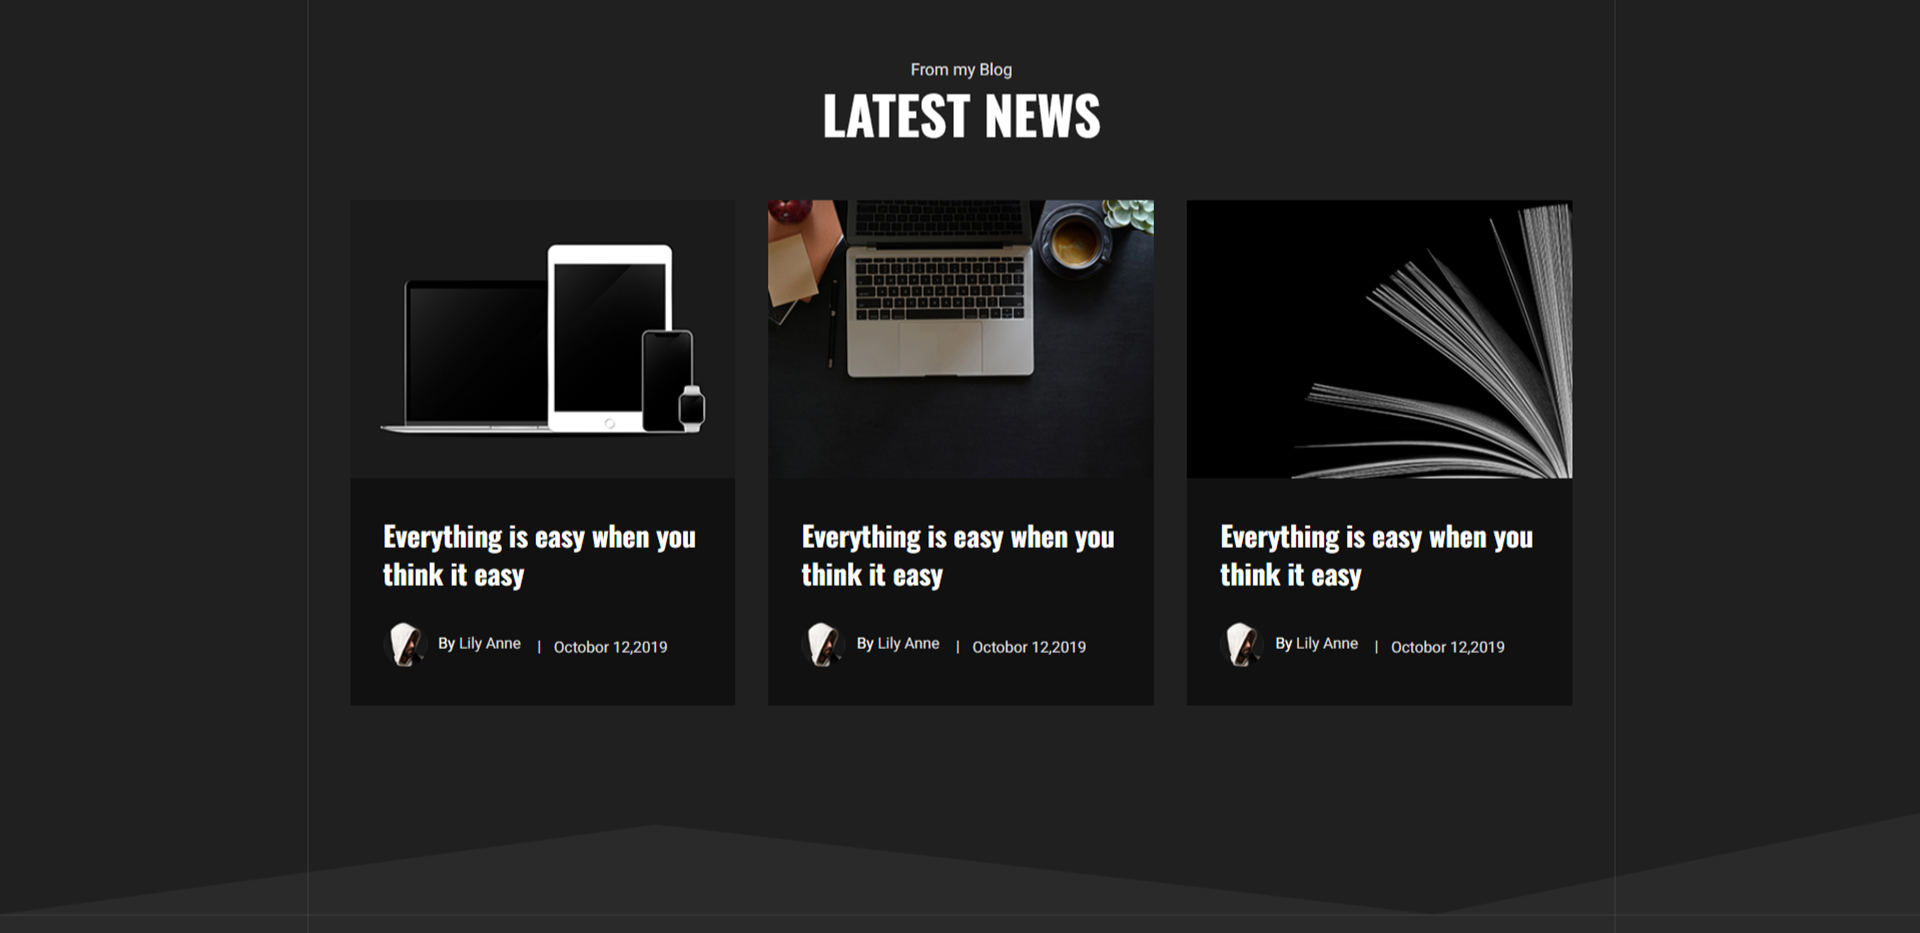 From my Blog
LATEST NEWS
Everything is easy when you
think it easy
By Lily Anne | Octobor 12,2019
Everything is easy when you
think it easy
By Lily Anne | Octobor 12,2019
Everything is easy when you
think it easy
By Lily Anne | Octobor 12,2019